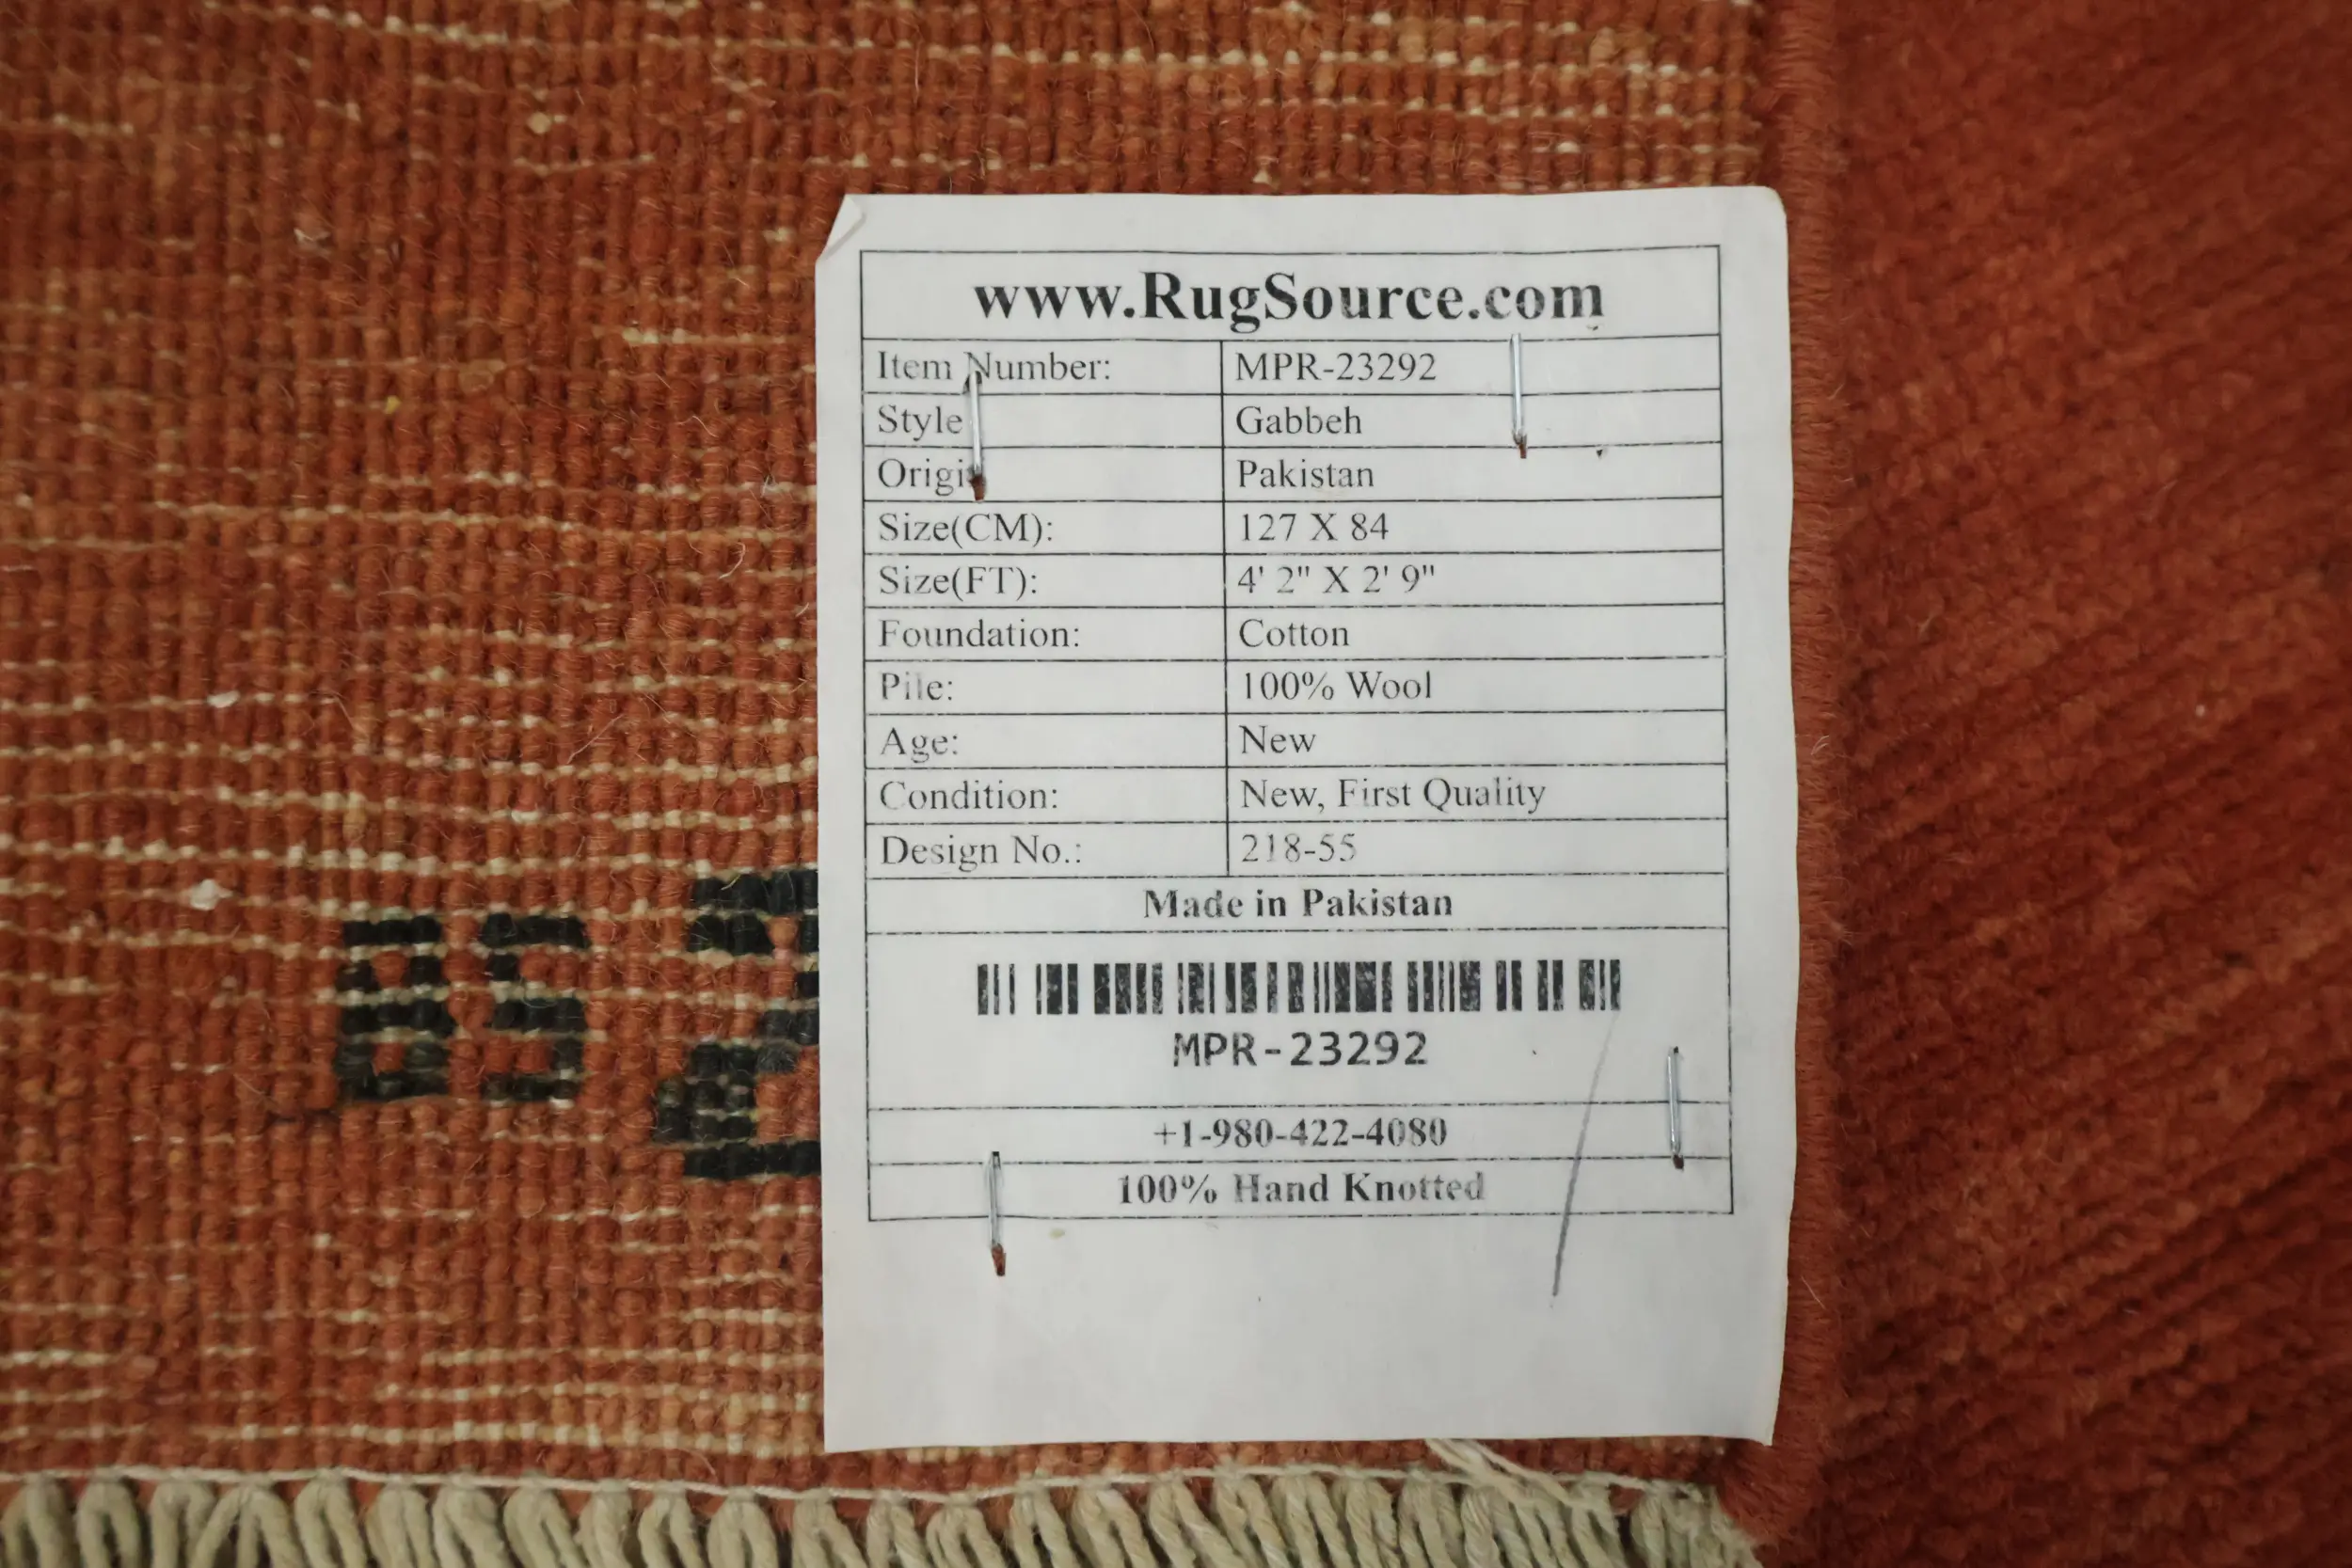 www.RugSource.com
Item Number: MPR-23292
Style Gabbeh
Origi Pakistan
Size(CM): 127 X 84
Size(FT): 4' 2" X 2' 9"
Foundation: Cotton
Pile: 100% Wool
Age: New
Condition: New, First Quality
Design No.: 218-55
Made in Pakistan
MPR-23292
+1-980-422-4080
100% Hand Knotted